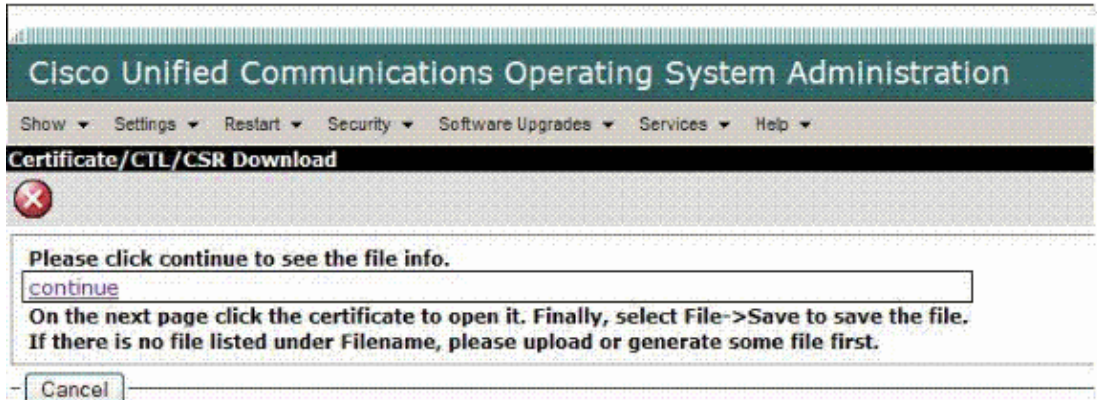 Cisco Unified Communications Operating System Administration
Show Settings Restart Security Software Upgrades Services Help
Certificate/CTL/CSR Download
Please click continue to see the file info.
continue
On the next page click the certificate to open it. Finally, select File->Save to save the file.
If there is no file listed under Filename, please upload or generate some file first.
Cancel